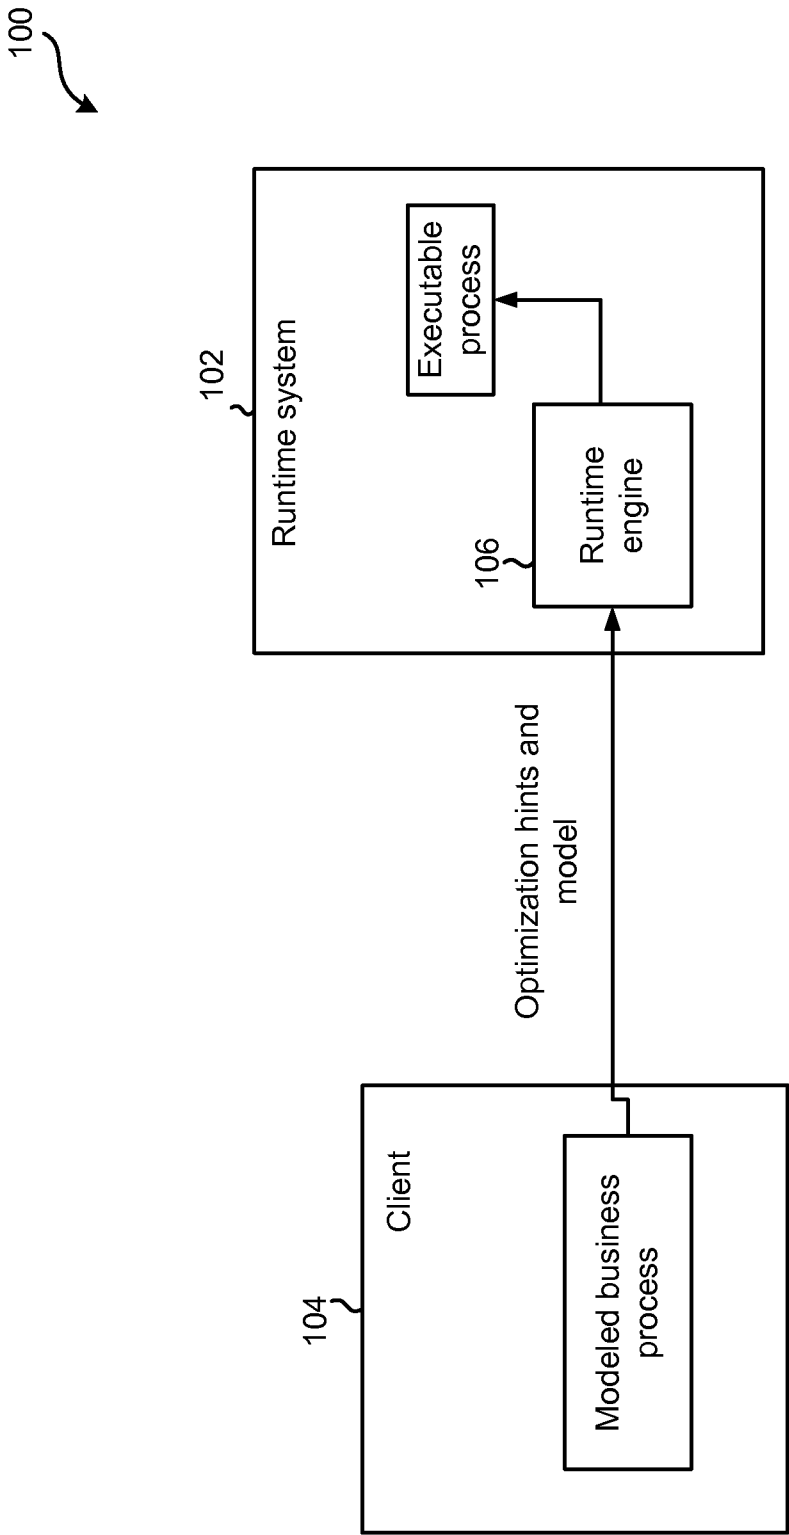 100
104
Client
Modeled business
process
Optimization hints and
model
102
Runtime system
106
Runtime
engine
Executable
process